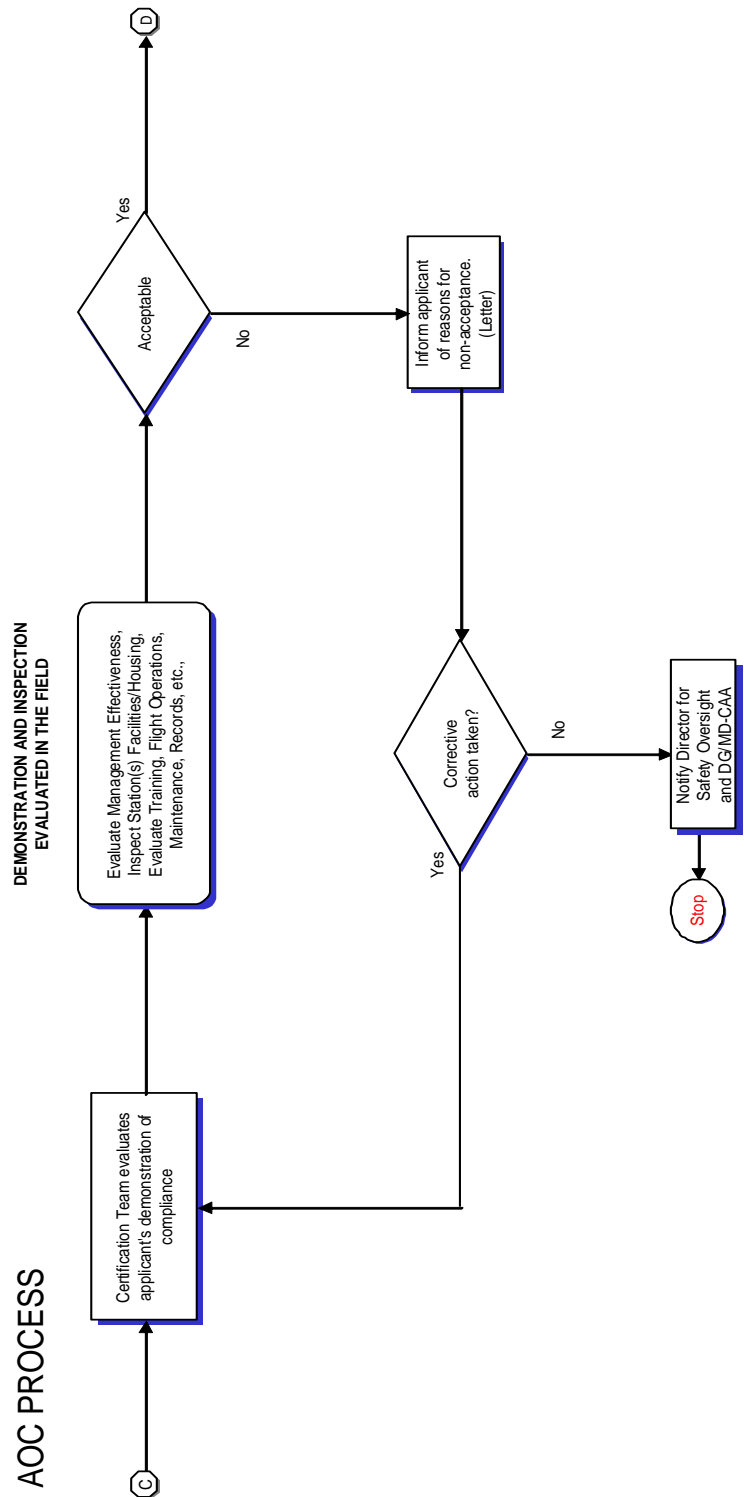 AOC PROCESS
DEMONSTRATION AND INSPECTION
EVALUATED IN THE FIELD
C
Certification Team evaluates
applicant's demonstration of
compliance
Evaluate Management Effectiveness,
Inspect Station(s) Facilities/Housing,
Evaluate Training, Flight Operations,
Maintenance, Records, etc.,
Acceptable
Yes
D
No
Inform applicant
of reasons for
non-acceptance.
(Letter)
Corrective
action taken?
Yes
No
Notify Director for
Safety Oversight
and DG/MD-CAA
Stop